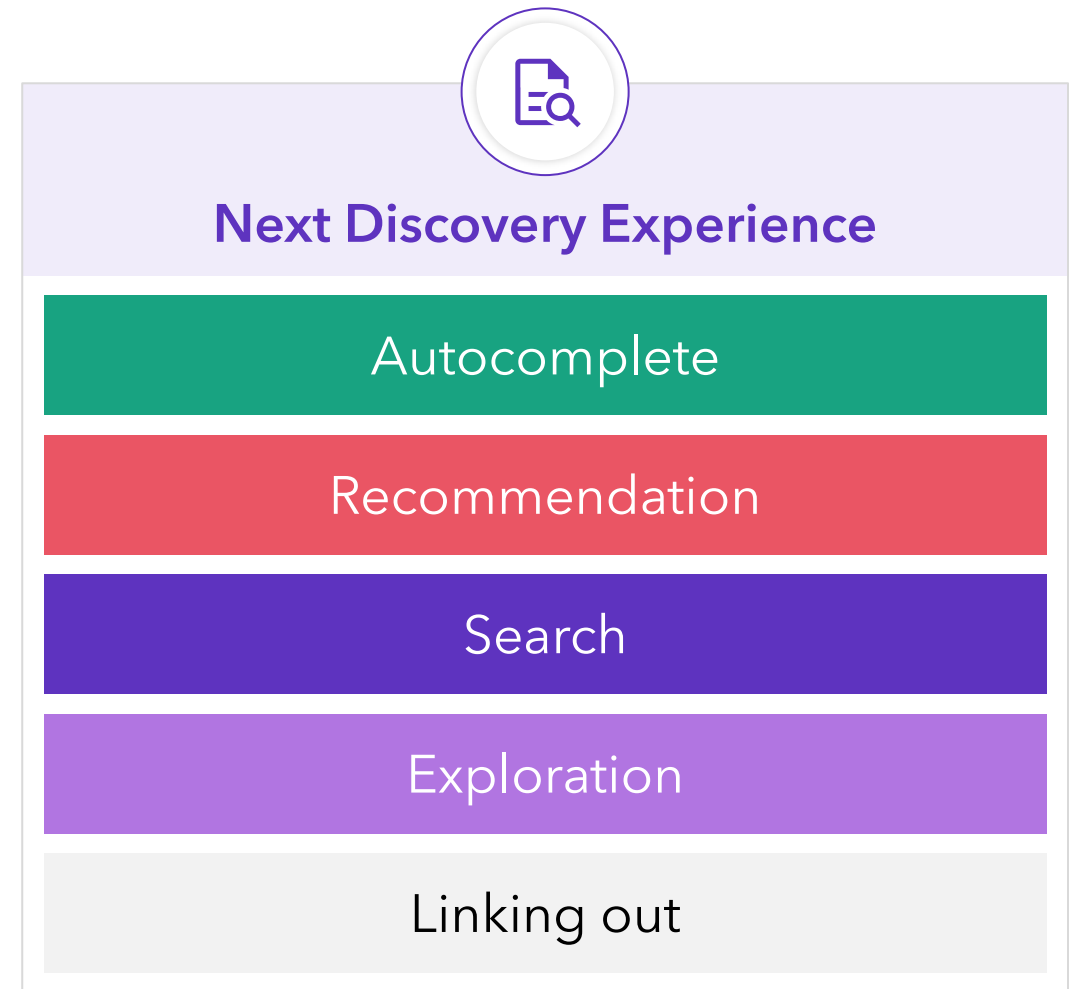 Next Discovery Experience
Autocomplete
Recommendation
Search
Exploration
Linking out